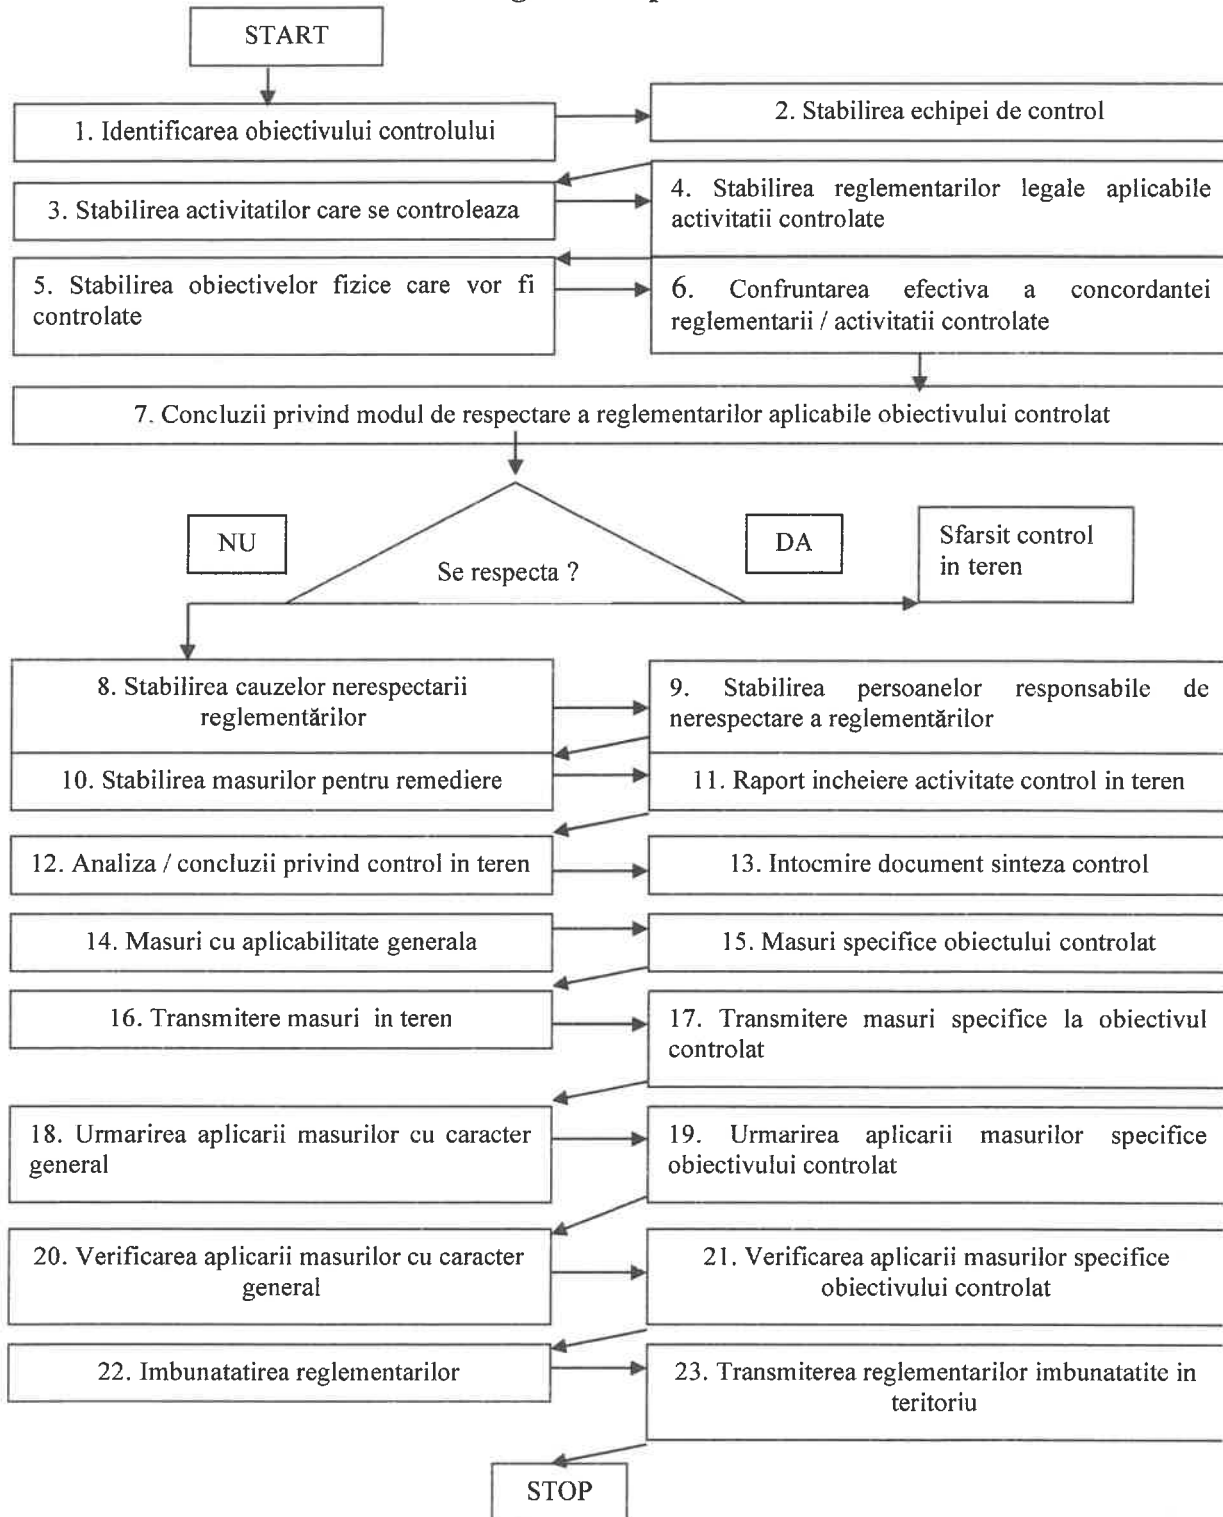 START
1. Identificarea obiectivului controlului
2. Stabilirea echipei de control
3. Stabilirea activitatilor care se controleaza
4. Stabilirea reglementarilor legale aplicabile
activitatii controlate
5. Stabilirea obiectivelor fizice care vor fi
controlate
6. Confruntarea efectiva a concordantei
reglementarii / activitatii controlate
7. Concluzii privind modul de respectare a reglementarilor aplicabile obiectivului controlat
NU
Se respecta ?
DA
Sfarsit control
in teren
8. Stabilirea cauzelor nerespectarii
reglementărilor
9. Stabilirea persoanelor responsabile de
nerespectare a reglementărilor
10. Stabilirea masurilor pentru remediere
11. Raport incheiere activitate control in teren
12. Analiza / concluzii privind control in teren
13. Intocmire document sinteza control
14. Masuri cu aplicabilitate generala
15. Masuri specifice obiectului controlat
16. Transmitere masuri in teren
17. Transmitere masuri specifice la obiectivul
controlat
18. Urmarirea aplicarii masurilor cu caracter
general
19. Urmarirea aplicarii masurilor specifice
obiectivului controlat
20. Verificarea aplicarii masurilor cu caracter
general
21. Verificarea aplicarii masurilor specifice
obiectivului controlat
22. Imbunatatirea reglementarilor
23. Transmiterea reglementarilor imbunatatite in
teritoriu
STOP